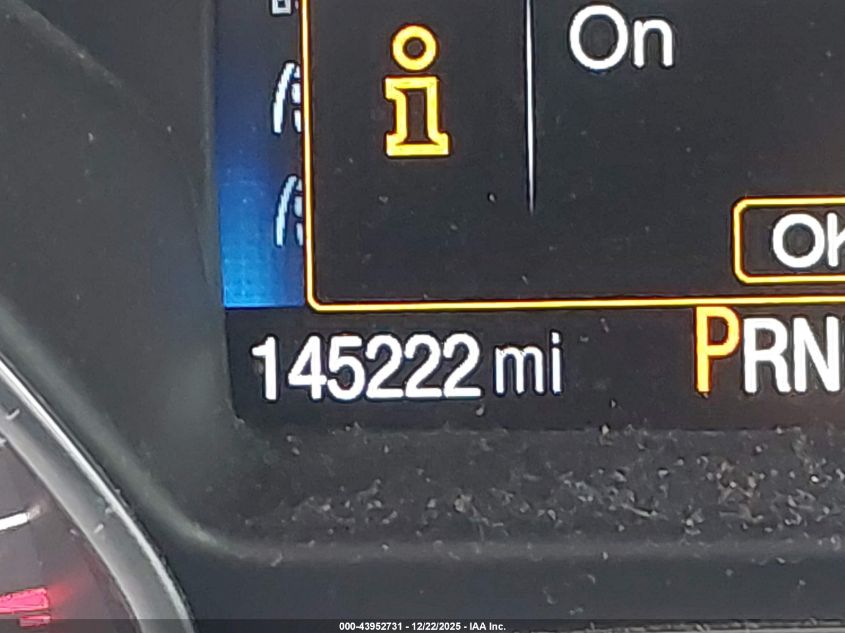 On
OK
145222 mi PRN
000-43952731 - 12/22/2025 - IAA Inc.